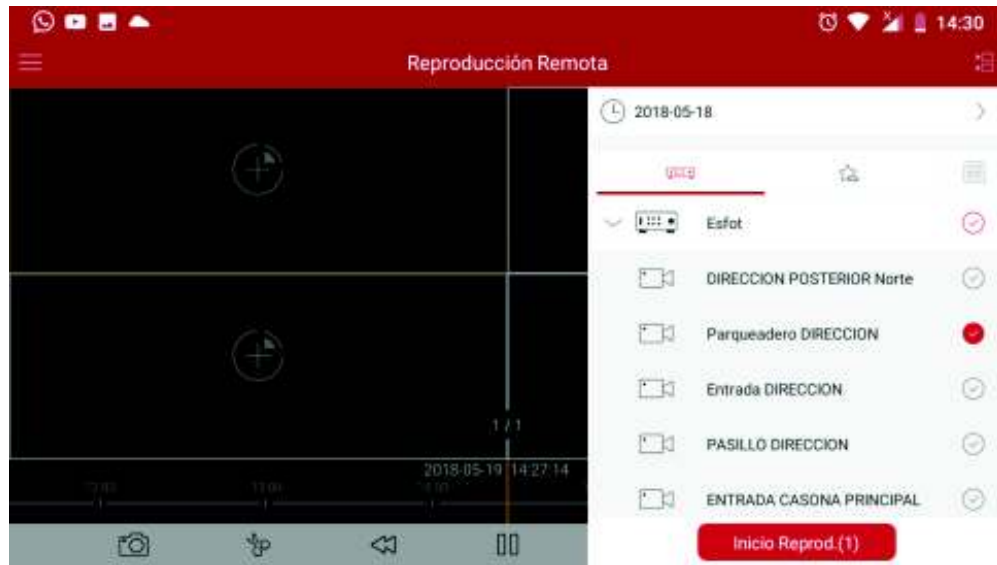 14:30
Reproducción Remota
2018-05-18
Esfot
DIRECCION POSTERIOR Norte
Parqueadero DIRECCION
Entrada DIRECCION
PASILLO DIRECCION
ENTRADA CASONA PRINCIPAL
1 / 1
2018-05-19 14:27:14
Inicio Reprod.(1)